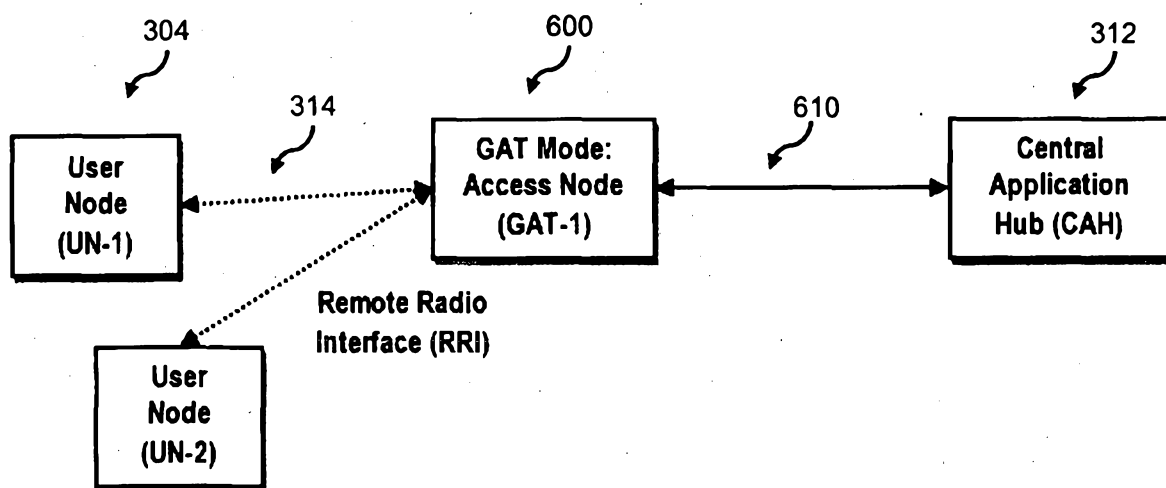 304
600
312
314
610
User
Node
(UN-1)
GAT Mode:
Access Node
(GAT-1)
Central
Application
Hub (CAH)
Remote Radio
Interface (RRI)
User
Node
(UN-2)